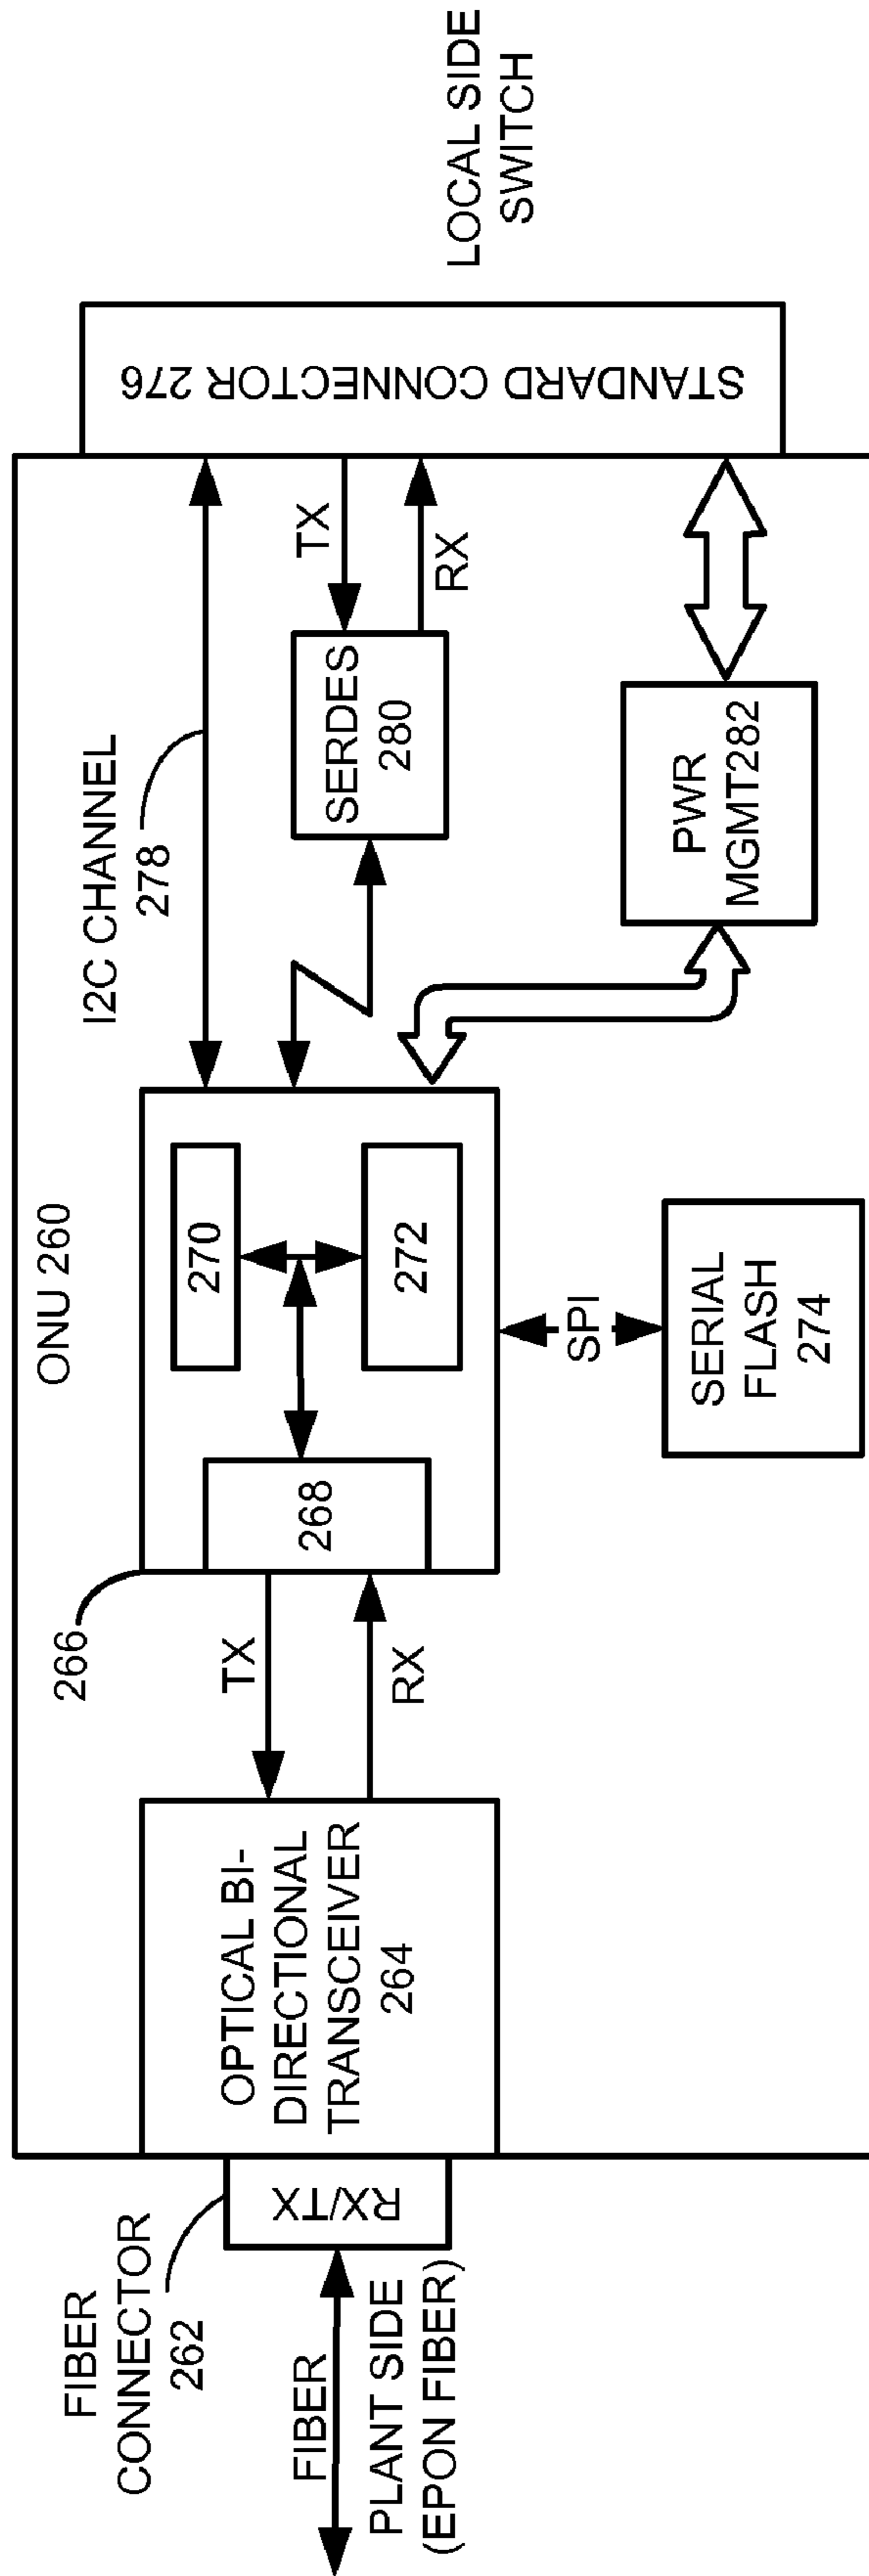 ONU 260
FIBER
CONNECTOR
262
FIBER
PLANT SIDE
(EPON FIBER)
RX/TX
OPTICAL BI-
DIRECTIONAL
TRANSCEIVER
264
TX
RX
266
268
270
272
SPI
SERIAL
FLASH
274
I2C CHANNEL
278
SERDES
280
TX
RX
PWR
MGMT282
STANDARD CONNECTOR 276
LOCAL SIDE
SWITCH